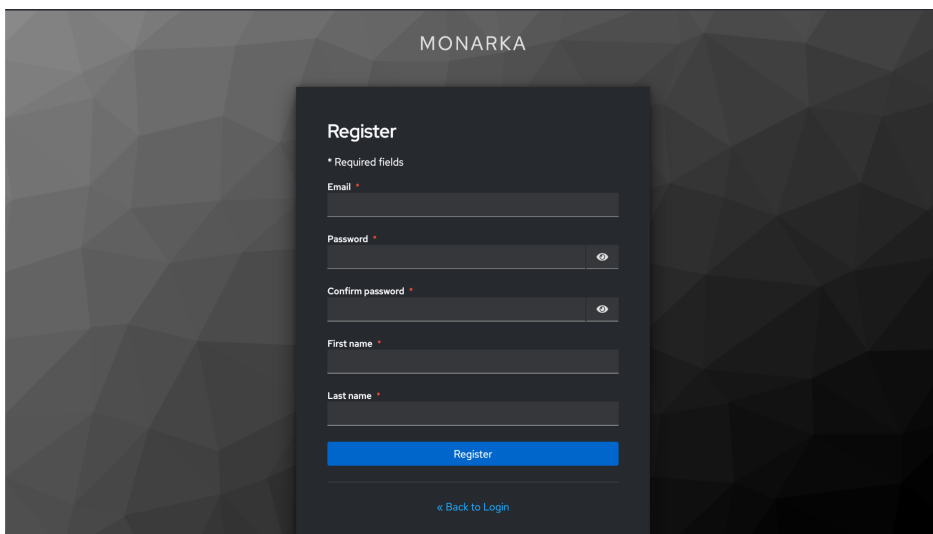 MONARKA
Register
* Required fields
Email *
Password *
Confirm password *
First name *
Last name *
Register
« Back to Login